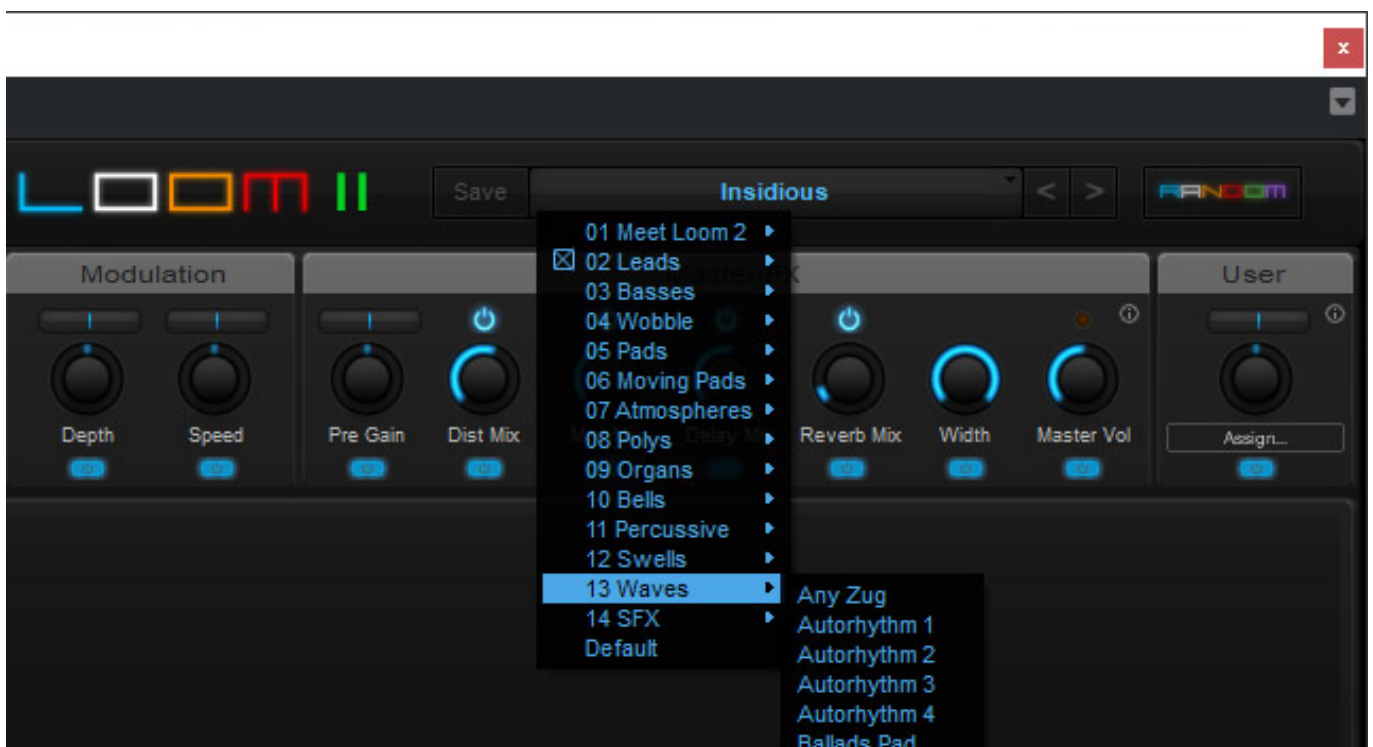 x
LOOM II
Save
Insidious
< >
RANDOM
01 Meet Loom 2
02 Leads
03 Basses
04 Wobble
05 Pads
06 Moving Pads
07 Atmospheres
08 Polys
09 Organs
10 Bells
11 Percussive
12 Swells
13 Waves
14 SFX
Default
Any Zug
Autorhythm 1
Autorhythm 2
Autorhythm 3
Autorhythm 4
Ballads Pad
Modulation
User
Depth
Speed
Pre Gain
Dist Mix
Reverb Mix
Width
Master Vol
Assign...